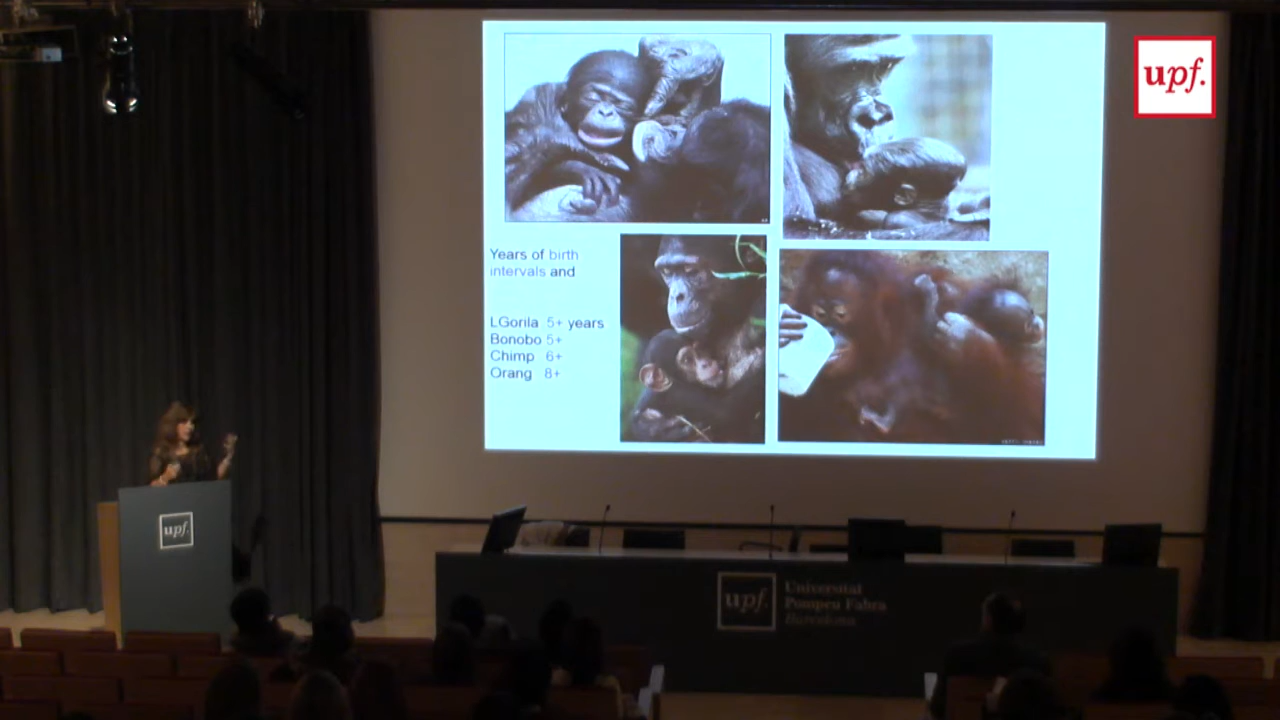 upf.
Years of birth
intervals and
LGorila 5+ years
Bonobo 5+
Chimp 6+
Orang 8+
upf.
upf.
Universitat
Pompeu Fabra
Barcelona